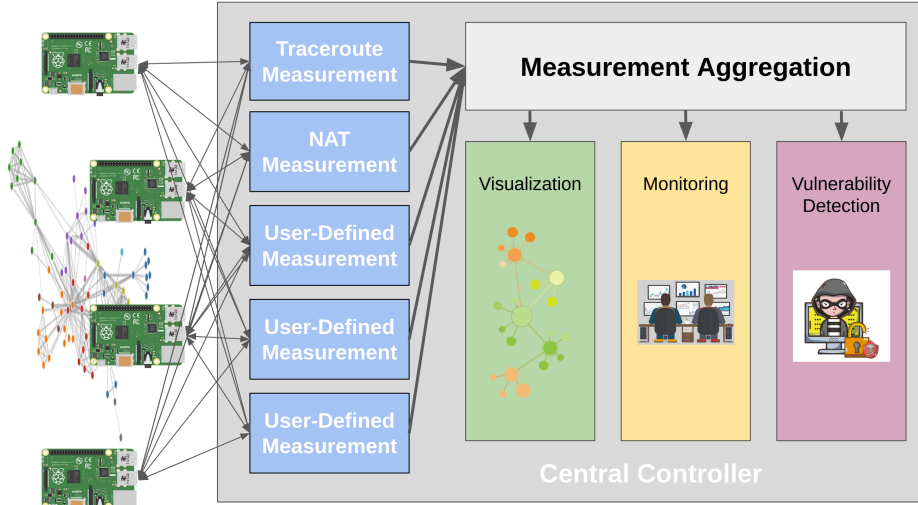 Traceroute
Measurement
NAT
Measurement
User-Defined
Measurement
User-Defined
Measurement
User-Defined
Measurement
Measurement Aggregation
Visualization
Monitoring
Vulnerability
Detection
Central Controller